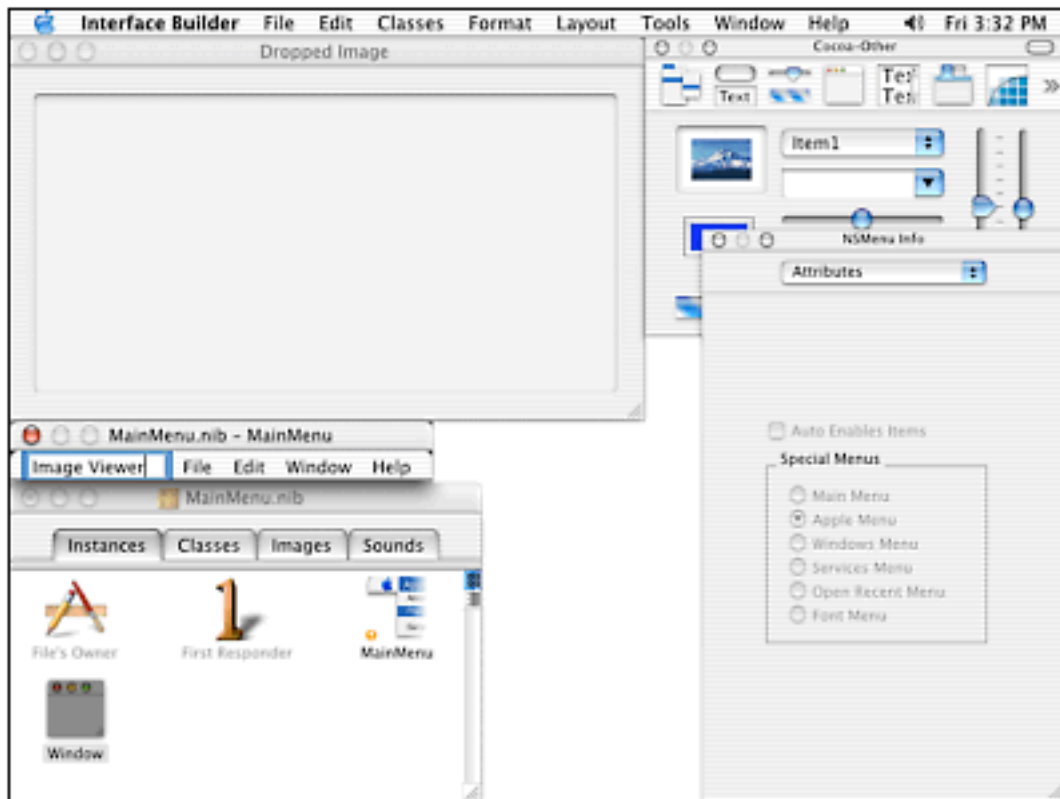 Interface Builder File Edit Classes Format Layout Tools Window Help Fri 3:32 PM
Dropped Image
Cocoa-Other
Text
Item1
NSMenu Info
Attributes
Auto Enables Items
Special Menus
Main Menu
Apple Menu
Windows Menu
Services Menu
Open Recent Menu
Font Menu
MainMenu.nib - MainMenu
Image Viewer File Edit Window Help
MainMenu.nib
Instances Classes Images Sounds
File's Owner First Responder MainMenu
Window